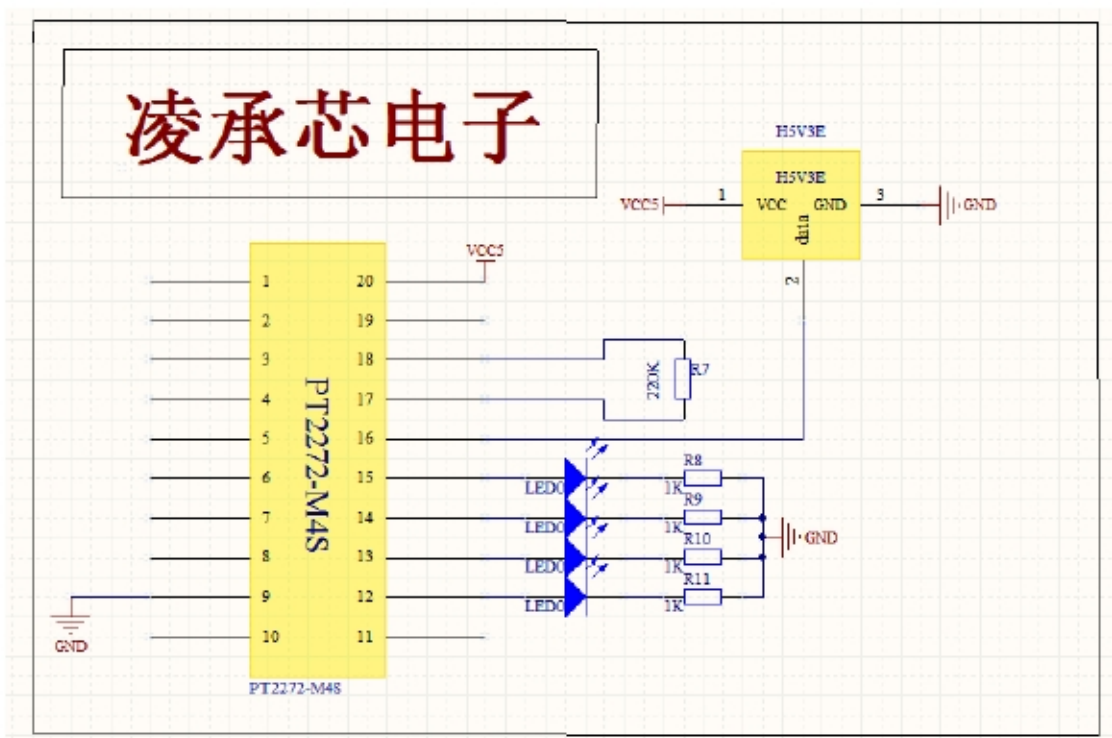 凌承芯电子
H5V3E
H5V3E
VCC5 1 VCC GND 3 GND
data
2
VCC5
1 20
2 19
3 18
4 17
5 16
6 15
7 14
8 13
9 12
10 11
PT2272-M4S
PT2272-M4S
GND
220K R7
LED0 1K R8
LED0 1K R9
LED0 1K R10
LED0 1K R11
GND